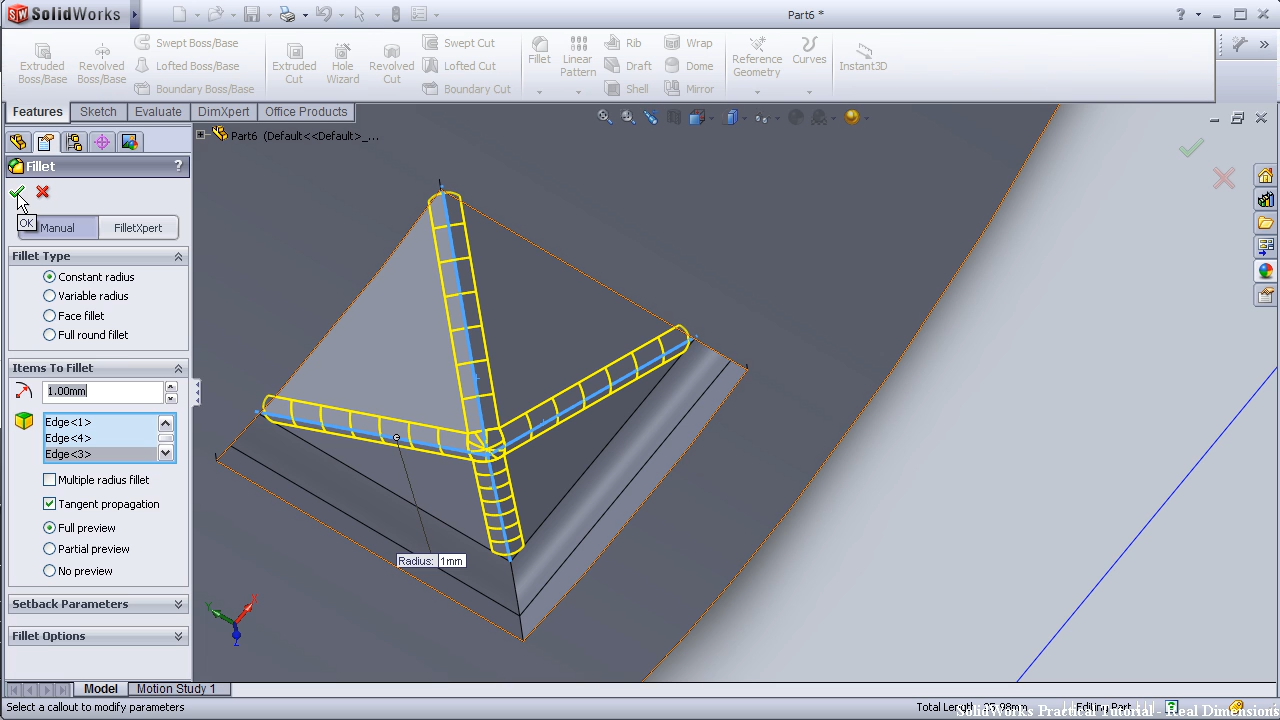 SolidWorks
Part6 *
Extruded Boss/Base
Revolved Boss/Base
Swept Boss/Base
Lofted Boss/Base
Boundary Boss/Base
Extruded Cut
Hole Wizard
Revolved Cut
Swept Cut
Lofted Cut
Boundary Cut
Fillet
Linear Pattern
Rib
Draft
Shell
Wrap
Dome
Mirror
Reference Geometry
Curves
Instant3D
Features
Sketch
Evaluate
DimXpert
Office Products
Part6 (Default<<Default>_...
Fillet
?
OK
Manual
FilletXpert
Fillet Type
Constant radius
Variable radius
Face fillet
Full round fillet
Items To Fillet
1.00mm
Edge<1>
Edge<4>
Edge<3>
Multiple radius fillet
Tangent propagation
Full preview
Partial preview
No preview
Setback Parameters
Fillet Options
Radius: 1mm
Y
X
Z
Model
Motion Study 1
Select a callout to modify parameters
Editing Part
SolidWorks Practical Tutorial - Real Dimensions